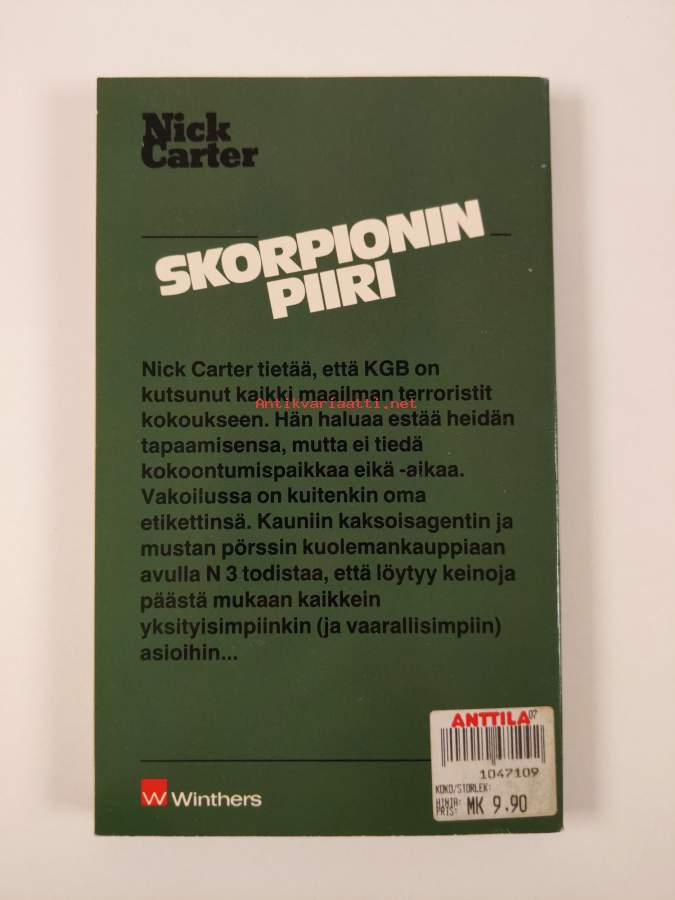 Nick
Carter
SKORPIONIN
PIIRI
Nick Carter tietää, että KGB on
kutsunut kaikki maailman terroristit
Antikvariaatti.net
kokoukseen. Hän haluaa estää heidän
tapaamisensa, mutta ei tiedä
kokoontumispaikkaa eikä -aikaa.
Vakoilussa on kuitenkin oma
etikettinsä. Kauniin kaksoisagentin ja
mustan pörssin kuolemankauppiaan
avulla N 3 todistaa, että löytyy keinoja
päästä mukaan kaikkein
yksityisimpiinkin (ja vaarallisimpiin)
asioihin...
ANTTILA 07
1047109
KOKO/STORLEK:
HINTA:
PRIS: MK 9.90
W Winthers